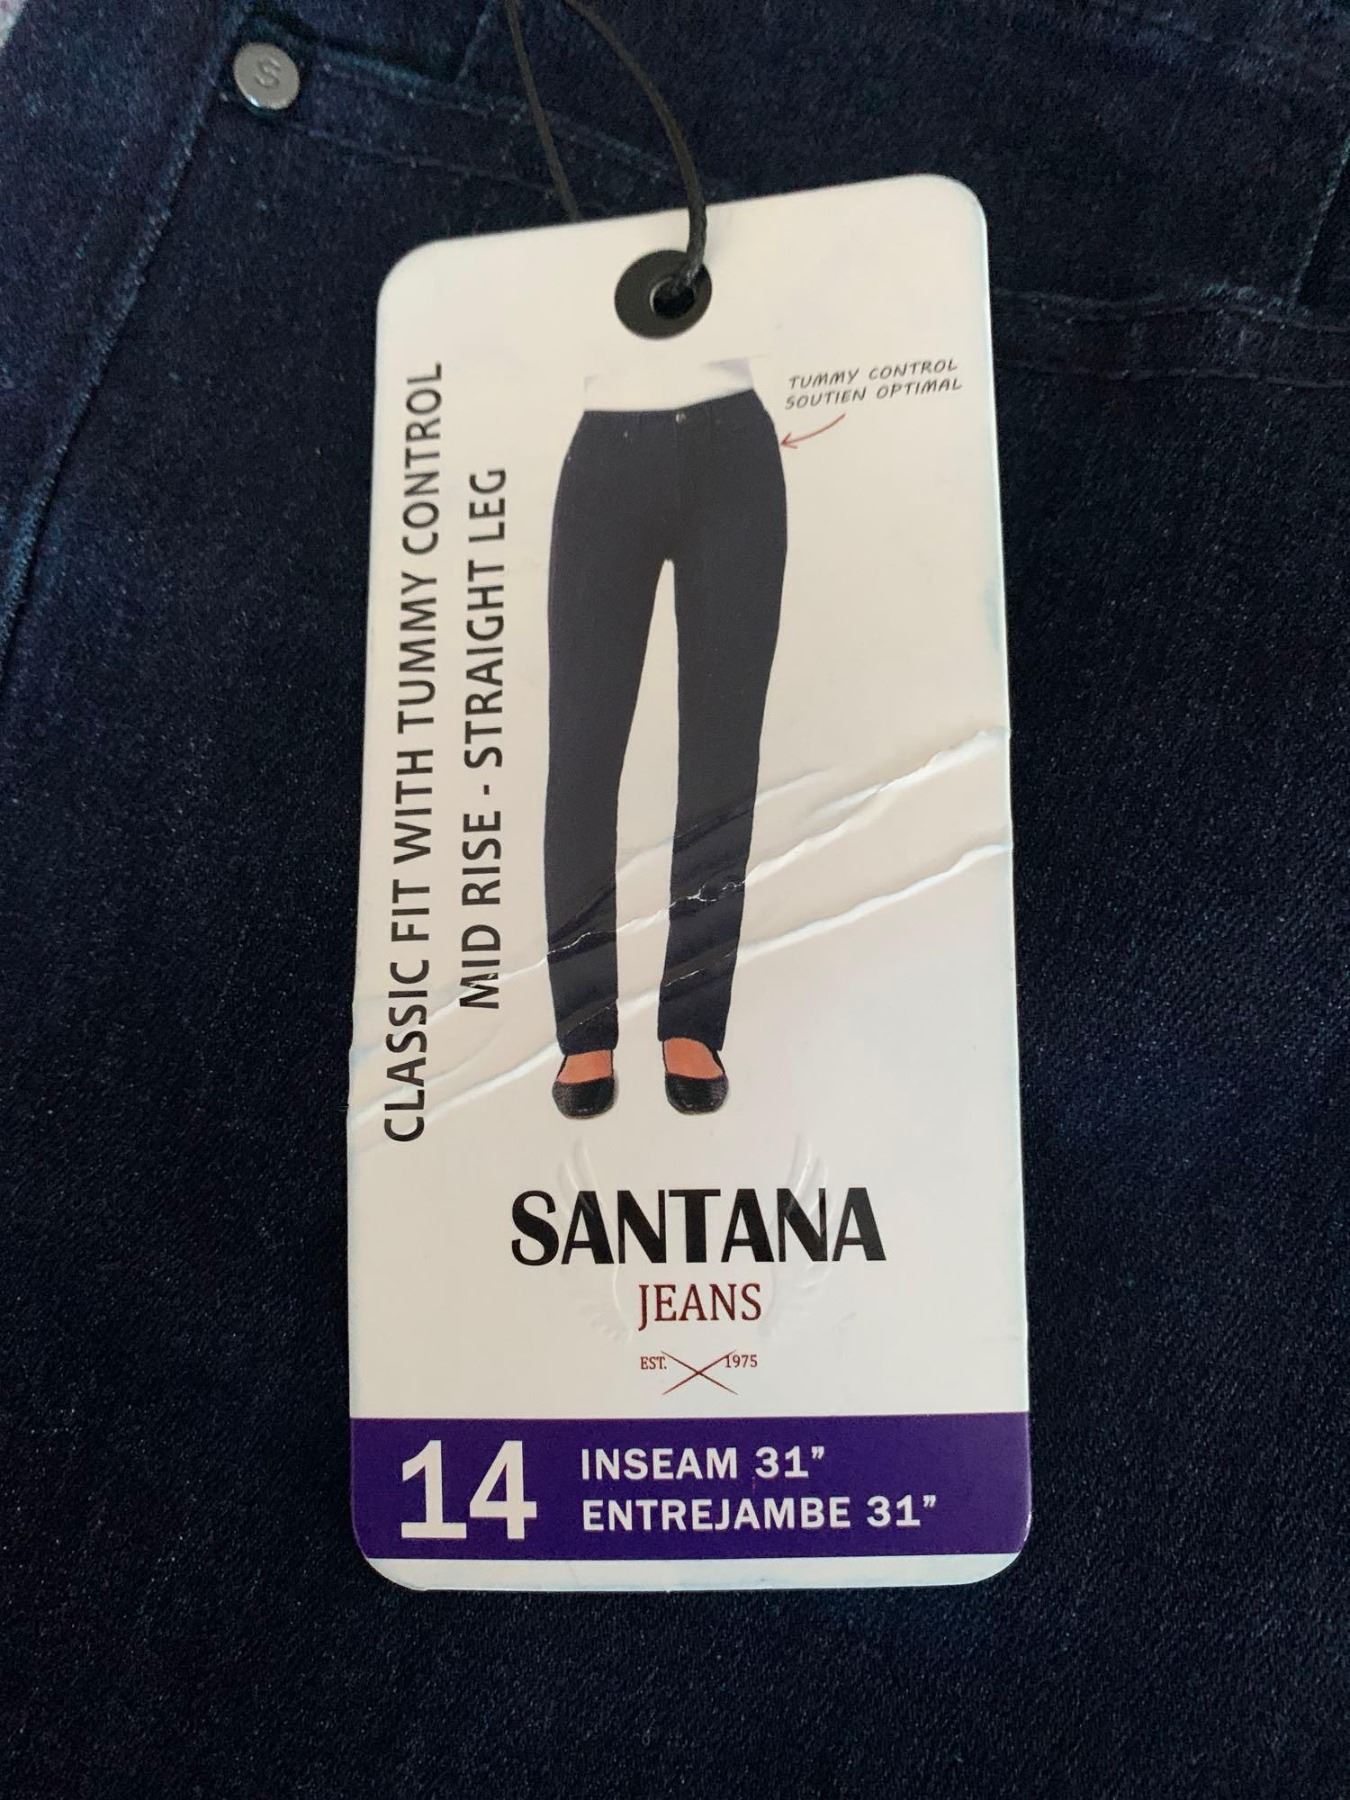 S
TUMMY CONTROL
SOUTIEN OPTIMAL
CLASSIC FIT WITH TUMMY CONTROL
MID RISE - STRAIGHT LEG
SANTANA
JEANS
EST. 1975
14
INSEAM 31”
ENTREJAMBE 31”